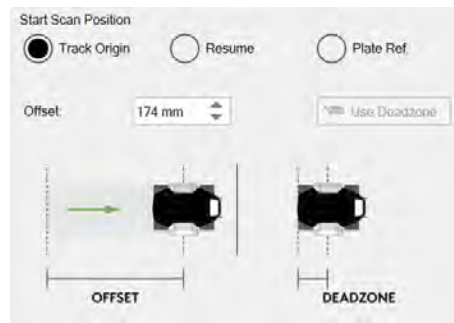 Start Scan Position
Track Origin
Resume
Plate Ref.
Offset:
174 mm
Use Deadzone
OFFSET
DEADZONE